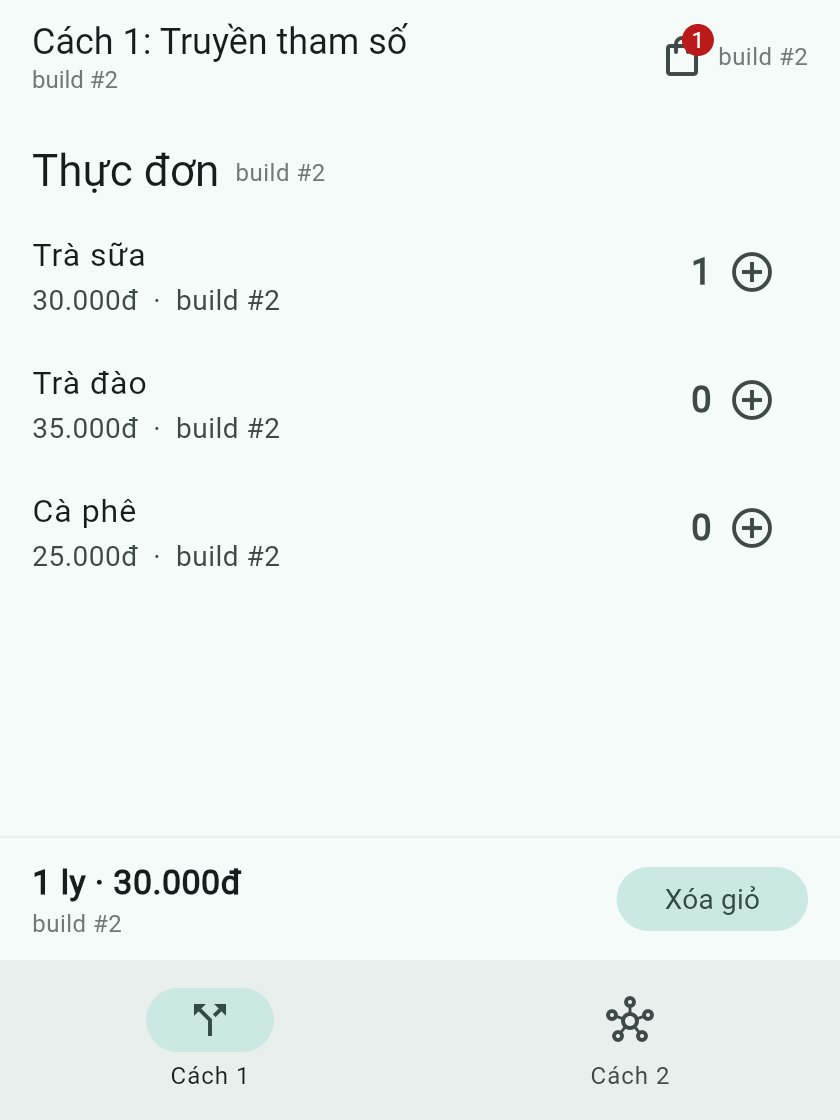 Cách 1: Truyền tham số
build #2
1
build #2
Thực đơn build #2
Trà sữa
30.000đ · build #2
1
Trà đào
35.000đ · build #2
0
Cà phê
25.000đ · build #2
0
1 ly · 30.000đ
build #2
Xóa giỏ
Cách 1
Cách 2